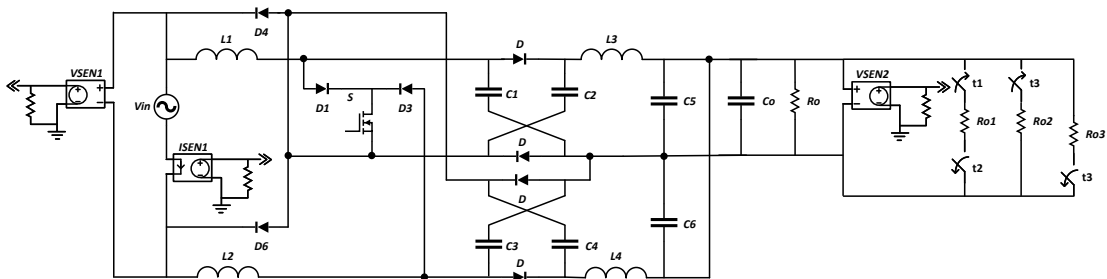 D4
L1
D
L3
VSEN1
VSEN2
t1
t3
D1
S
D3
C1
C2
C5
Co
Ro
Vin
Ro1
Ro2
Ro3
ISEN1
D
t2
t3
D
C6
D6
C3
C4
L2
D
L4